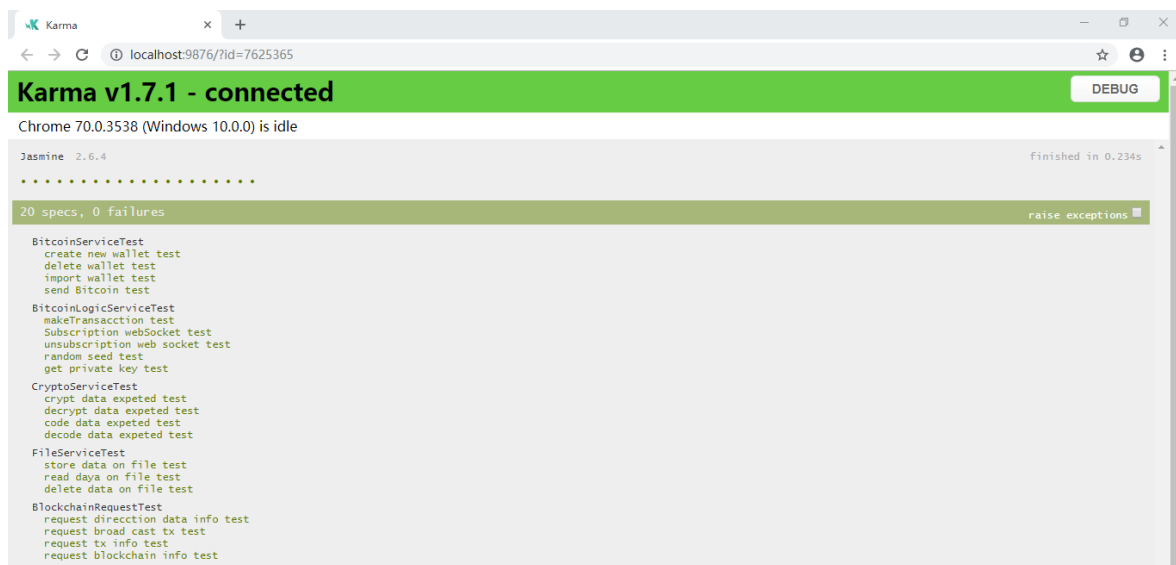 Karma
localhost:9876/?id=7625365
Karma v1.7.1 - connected
DEBUG
Chrome 70.0.3538 (Windows 10.0.0) is idle
Jasmine 2.6.4
finished in 0.234s
20 specs, 0 failures
raise exceptions
BitcoinServiceTest
create new wallet test
delete wallet test
import wallet test
send Bitcoin test
BitcoinLogicServiceTest
makeTransacction test
Subscription webSocket test
unsubscription web socket test
random seed test
get private key test
CryptoServiceTest
crypt data expeted test
decrypt data expeted test
code data expeted test
decode data expeted test
FileServiceTest
store data on file test
read daya on file test
delete data on file test
BlockchainRequestTest
request direcction data info test
request broad cast tx test
request tx info test
request blockchain info test